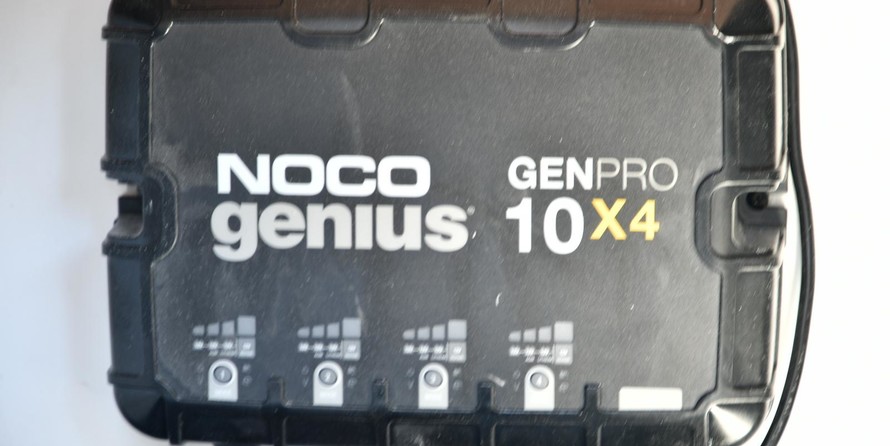 NOCO
genius
GENPRO
10X4